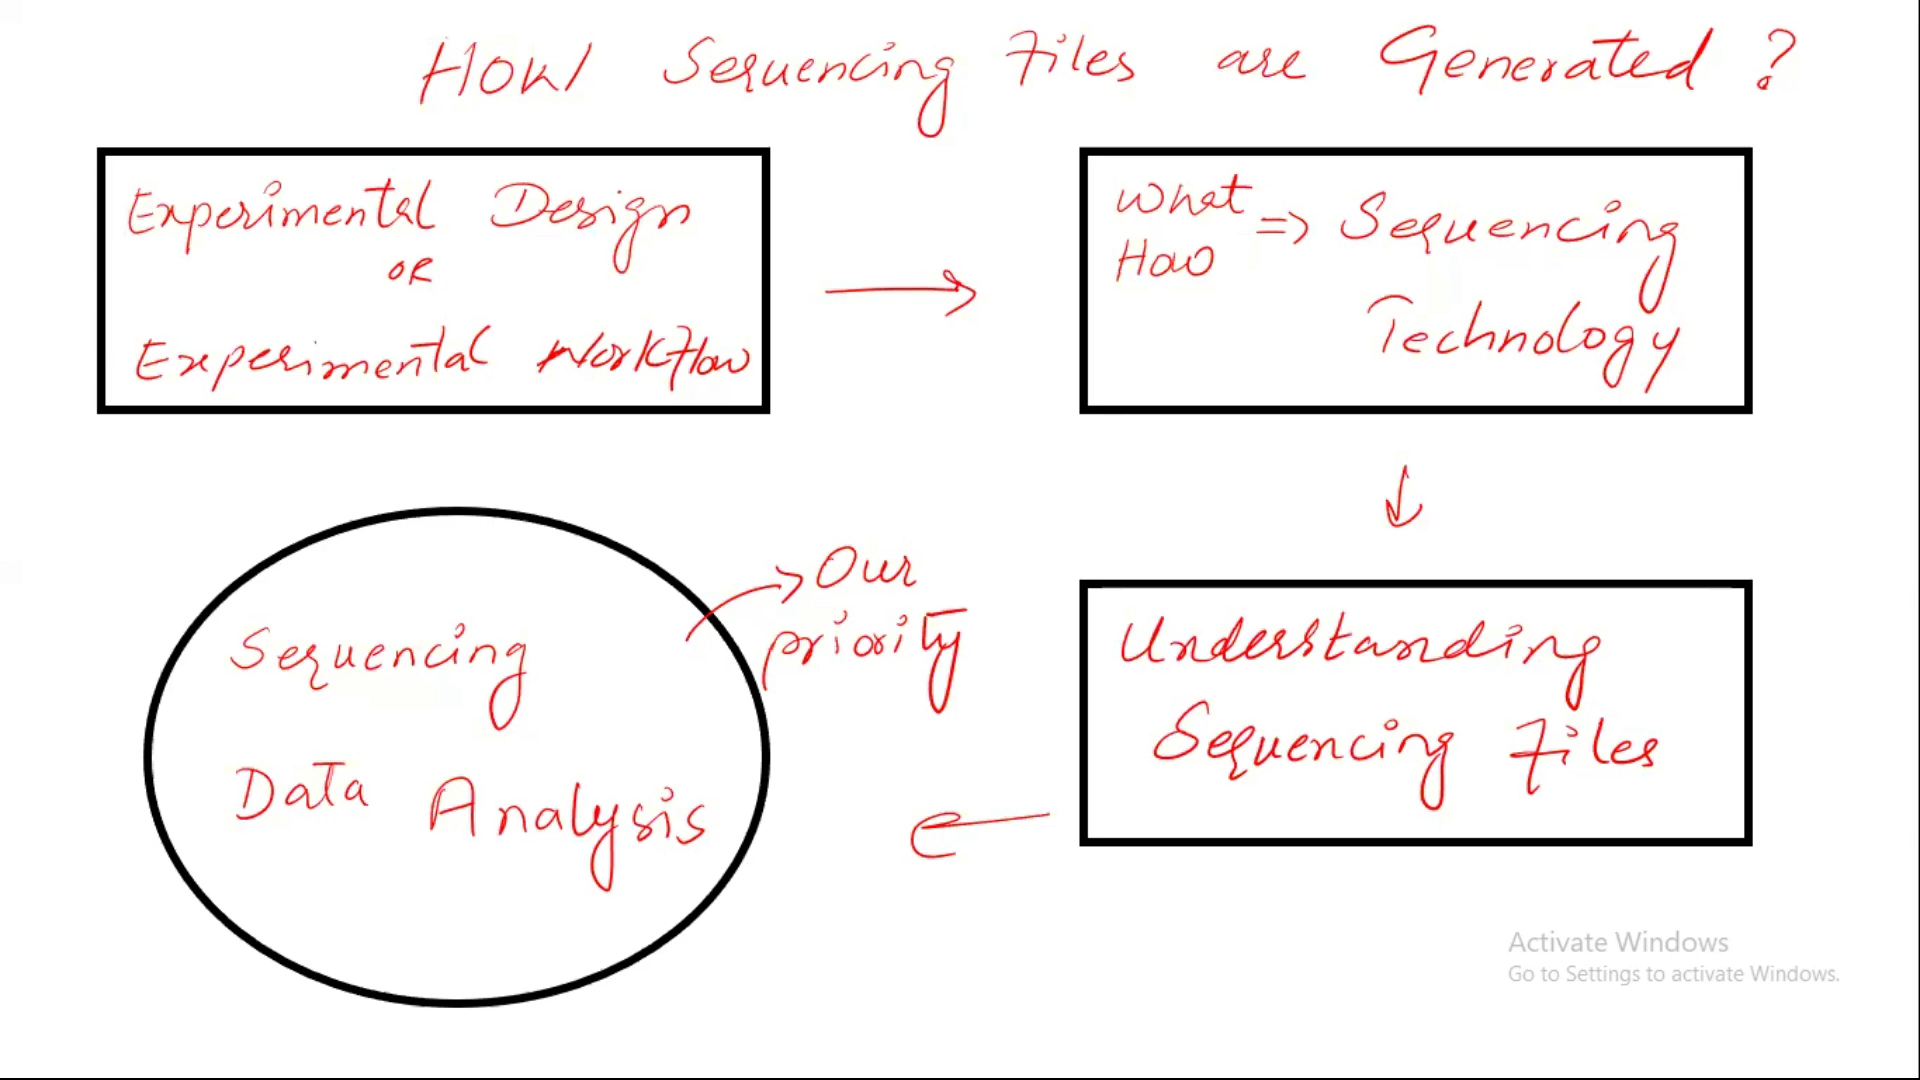 How Sequencing Files are Generated ?
Experimental Design
OR
Experimental Workflow
What
How
=> Sequencing
Technology
Our
priority
Sequencing
Data Analysis
Understanding
Sequencing Files
Activate Windows
Go to Settings to activate Windows.